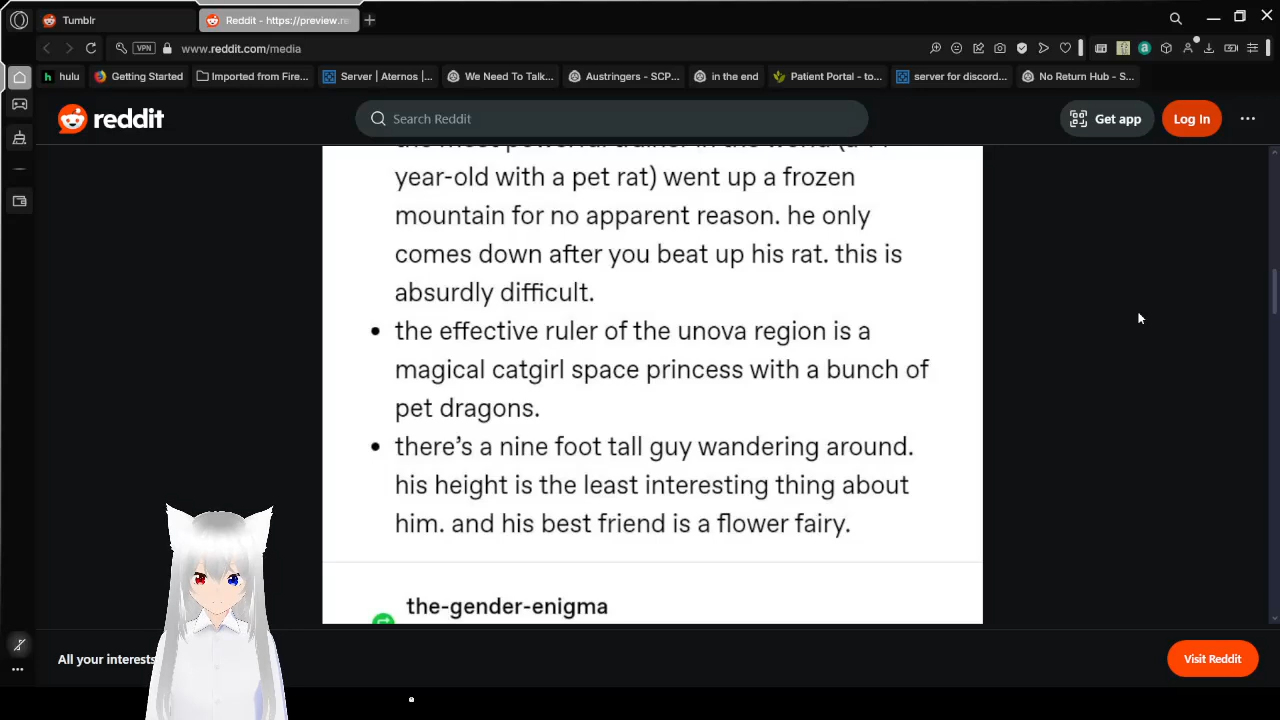 Tumblr
Reddit - https://preview.re
VPN
www.reddit.com/media
hulu
Getting Started
Imported from Fire...
Server | Aternos |...
We Need To Talk...
Austringers - SCP...
in the end
Patient Portal - to...
server for discord...
No Return Hub - S...
reddit
Search Reddit
Get app
Log In
year-old with a pet rat) went up a frozen
mountain for no apparent reason. he only
comes down after you beat up his rat. this is
absurdly difficult.
• the effective ruler of the unova region is a
magical catgirl space princess with a bunch of
pet dragons.
• there's a nine foot tall guy wandering around.
his height is the least interesting thing about
him. and his best friend is a flower fairy.
the-gender-enigma
All your interests
Visit Reddit